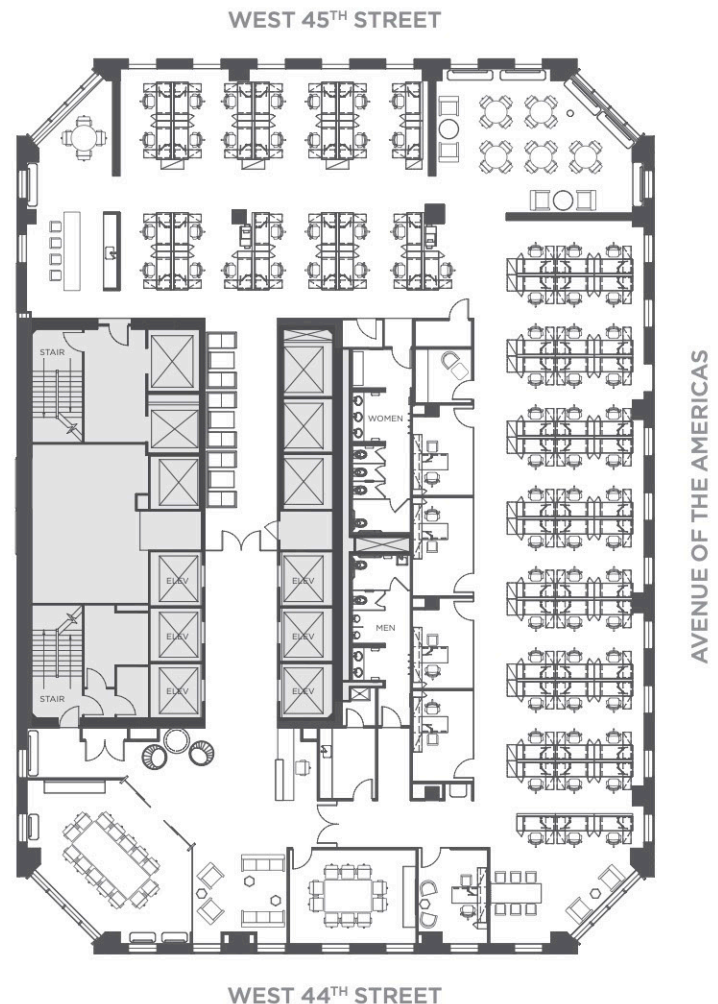 WEST 45TH STREET
STAIR
WOMEN
AVENUE OF THE AMERICAS
ELEV
ELEV
ELEV
ELEV
MEN
ELEV
ELEV
STAIR
WEST 44TH STREET